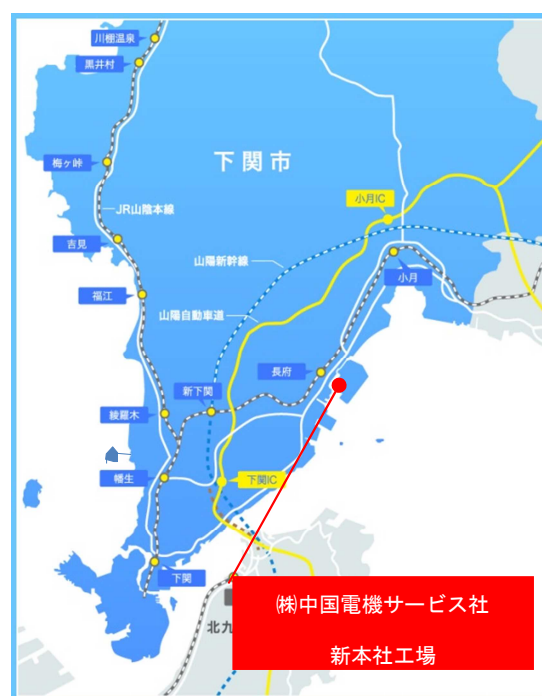 川棚温泉
黒井村
下関市
梅ヶ峠
小月IC
JR山陰本線
吉見
山陽新幹線
小月
福江
山陽自動車道
長府
新下関
綾羅木
幡生
下関IC
下関
㈱中国電機サービス社
北九
新本社工場